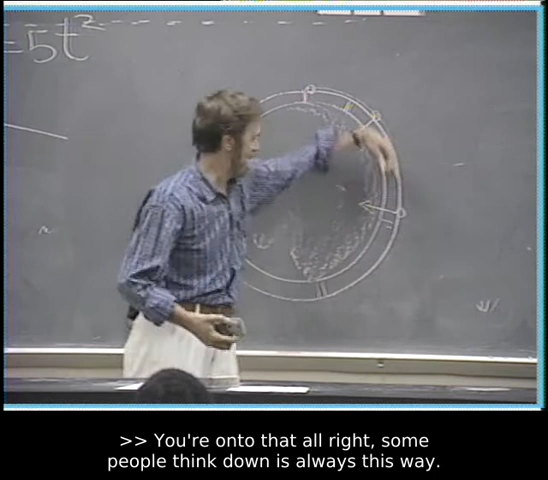 =5t²
>> You're onto that all right, some
people think down is always this way.